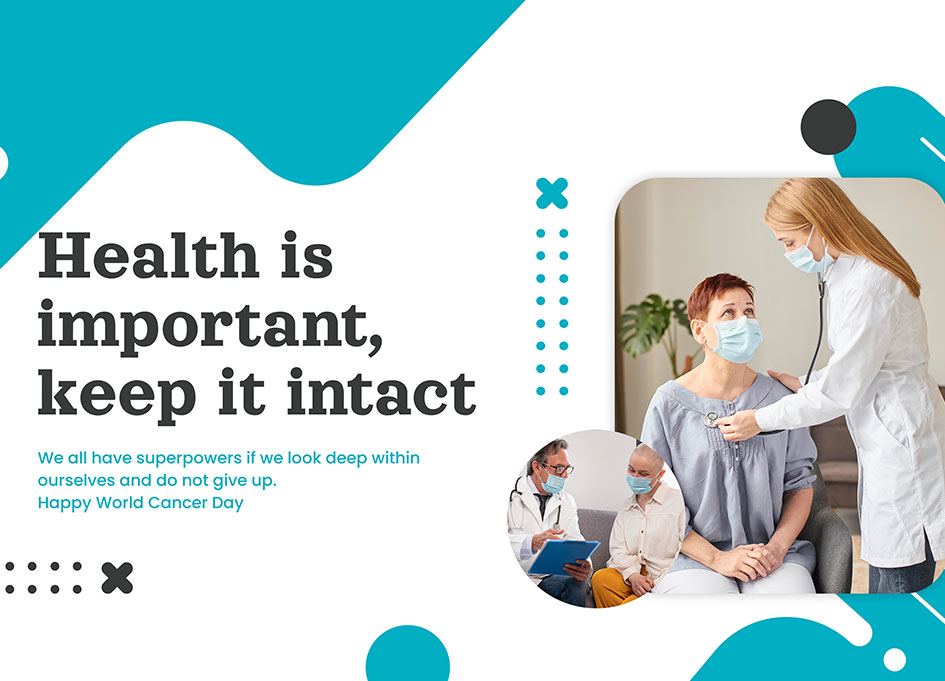 Health is
important,
keep it intact
We all have superpowers if we look deep within
ourselves and do not give up.
Happy World Cancer Day